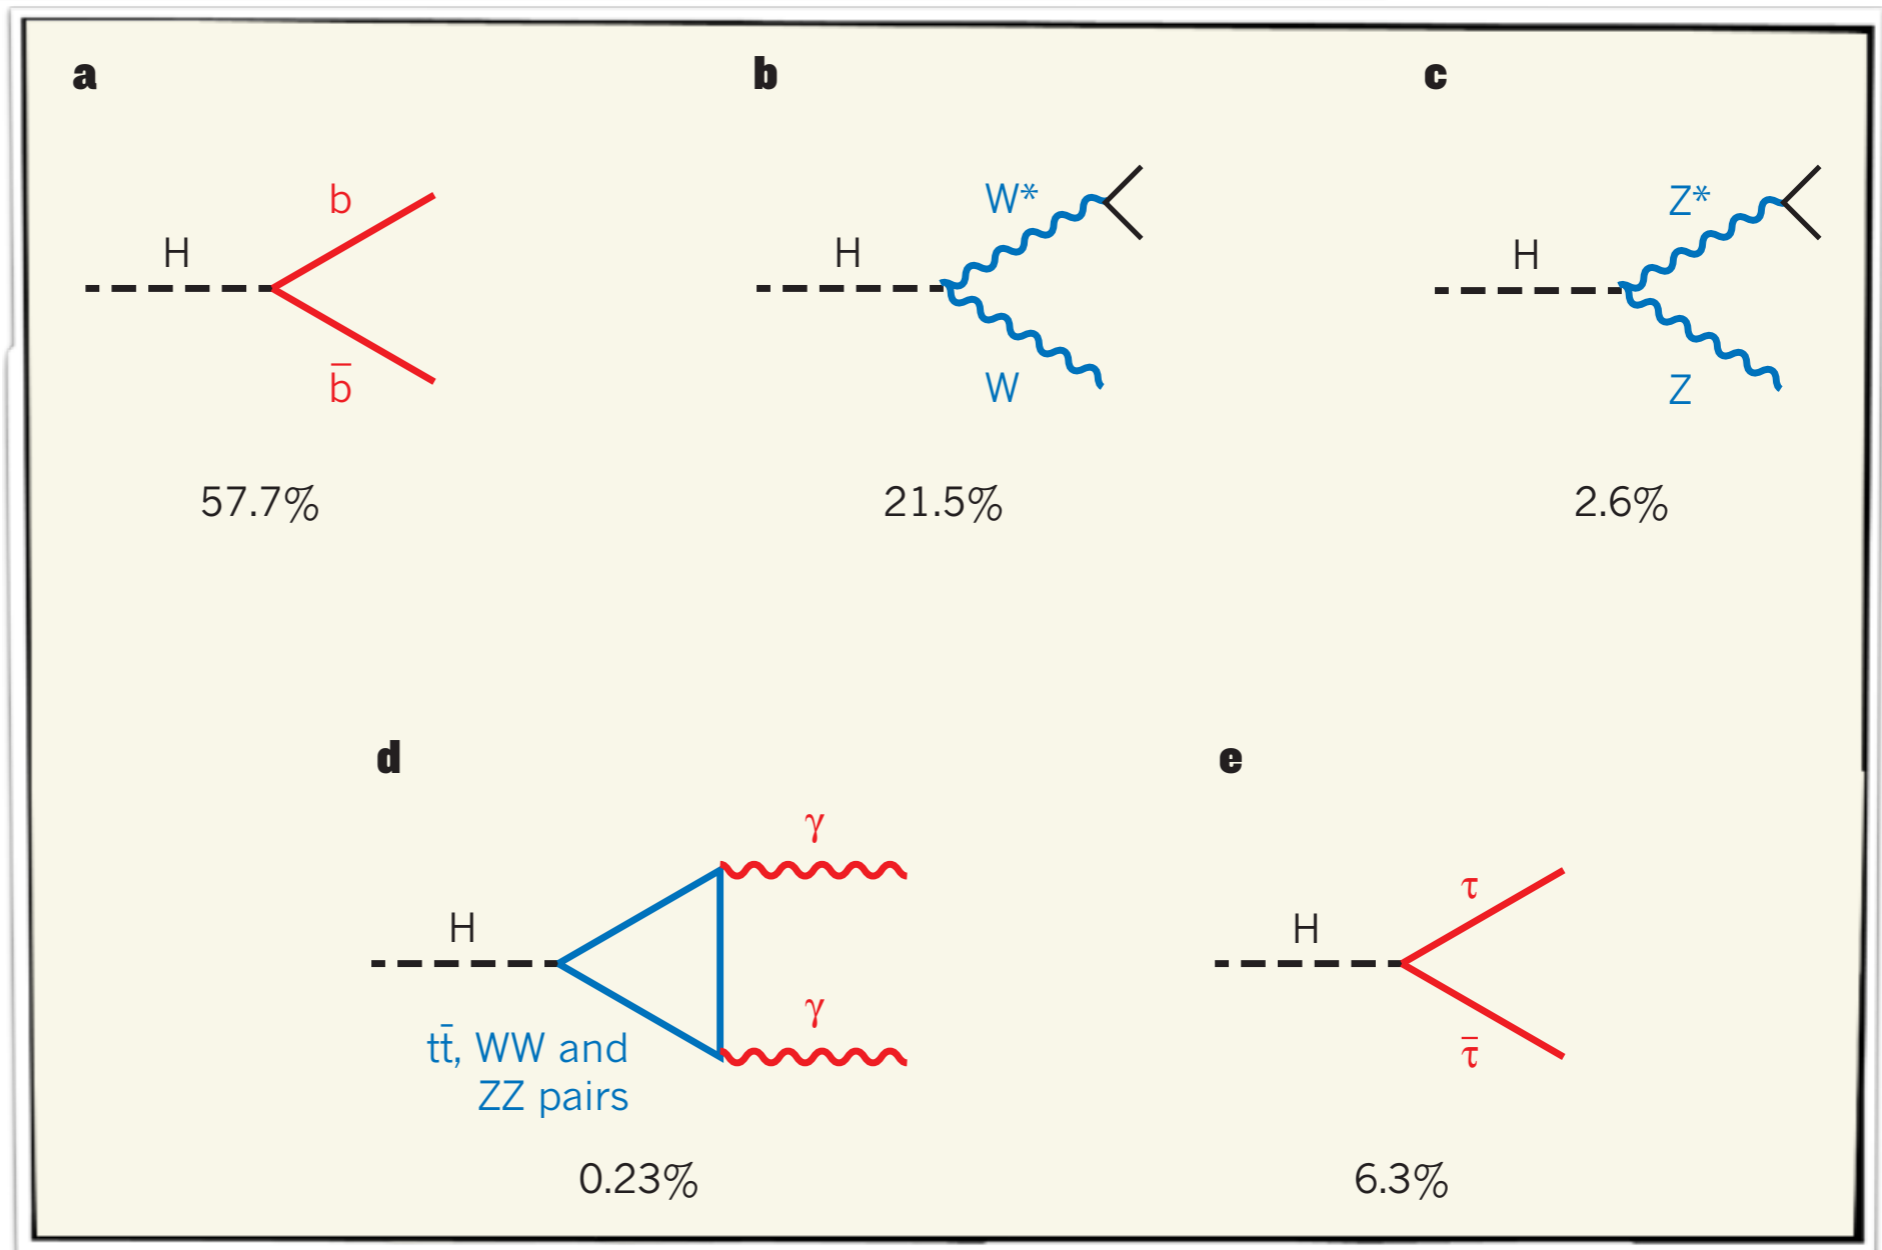 a
H
b
b̄
57.7%
b
H
W*
W
21.5%
c
H
Z*
Z
2.6%
d
H
γ
γ
tt̄, WW and
ZZ pairs
0.23%
e
H
τ
τ̄
6.3%